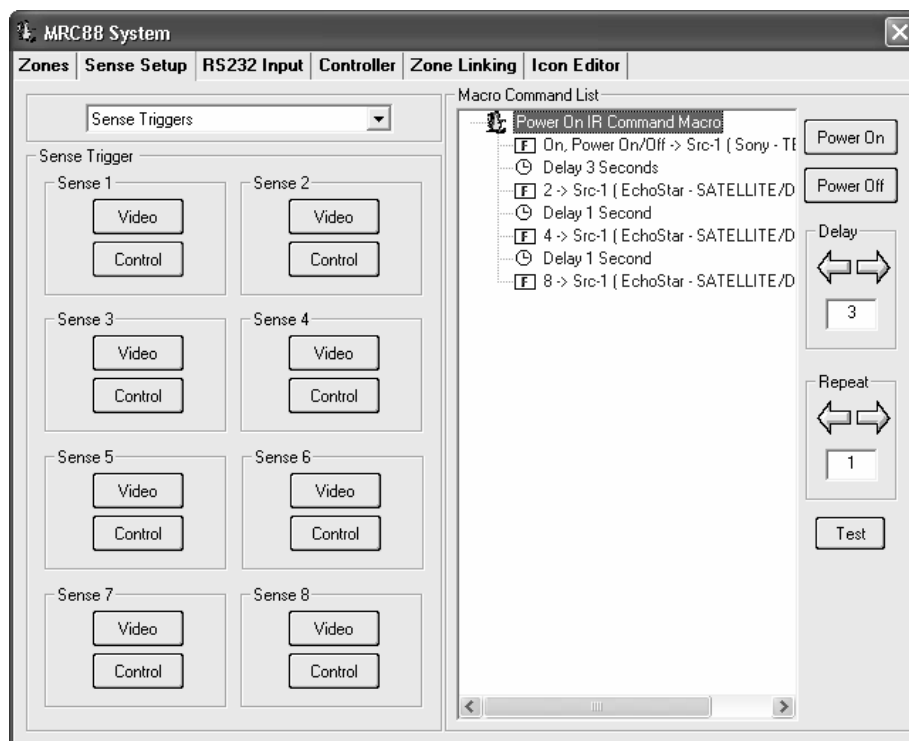 MRC88 System
Zones Sense Setup RS232 Input Controller Zone Linking Icon Editor
Sense Triggers
Sense Trigger
Sense 1
Video
Control
Sense 2
Video
Control
Sense 3
Video
Control
Sense 4
Video
Control
Sense 5
Video
Control
Sense 6
Video
Control
Sense 7
Video
Control
Sense 8
Video
Control
Macro Command List
Power On IR Command Macro
F On, Power On/Off -> Src-1 ( Sony - TE
Delay 3 Seconds
F 2 -> Src-1 ( EchoStar - SATELLITE/D
Delay 1 Second
F 4 -> Src-1 ( EchoStar - SATELLITE/D
Delay 1 Second
F 8 -> Src-1 ( EchoStar - SATELLITE/D
Power On
Power Off
Delay
3
Repeat
1
Test